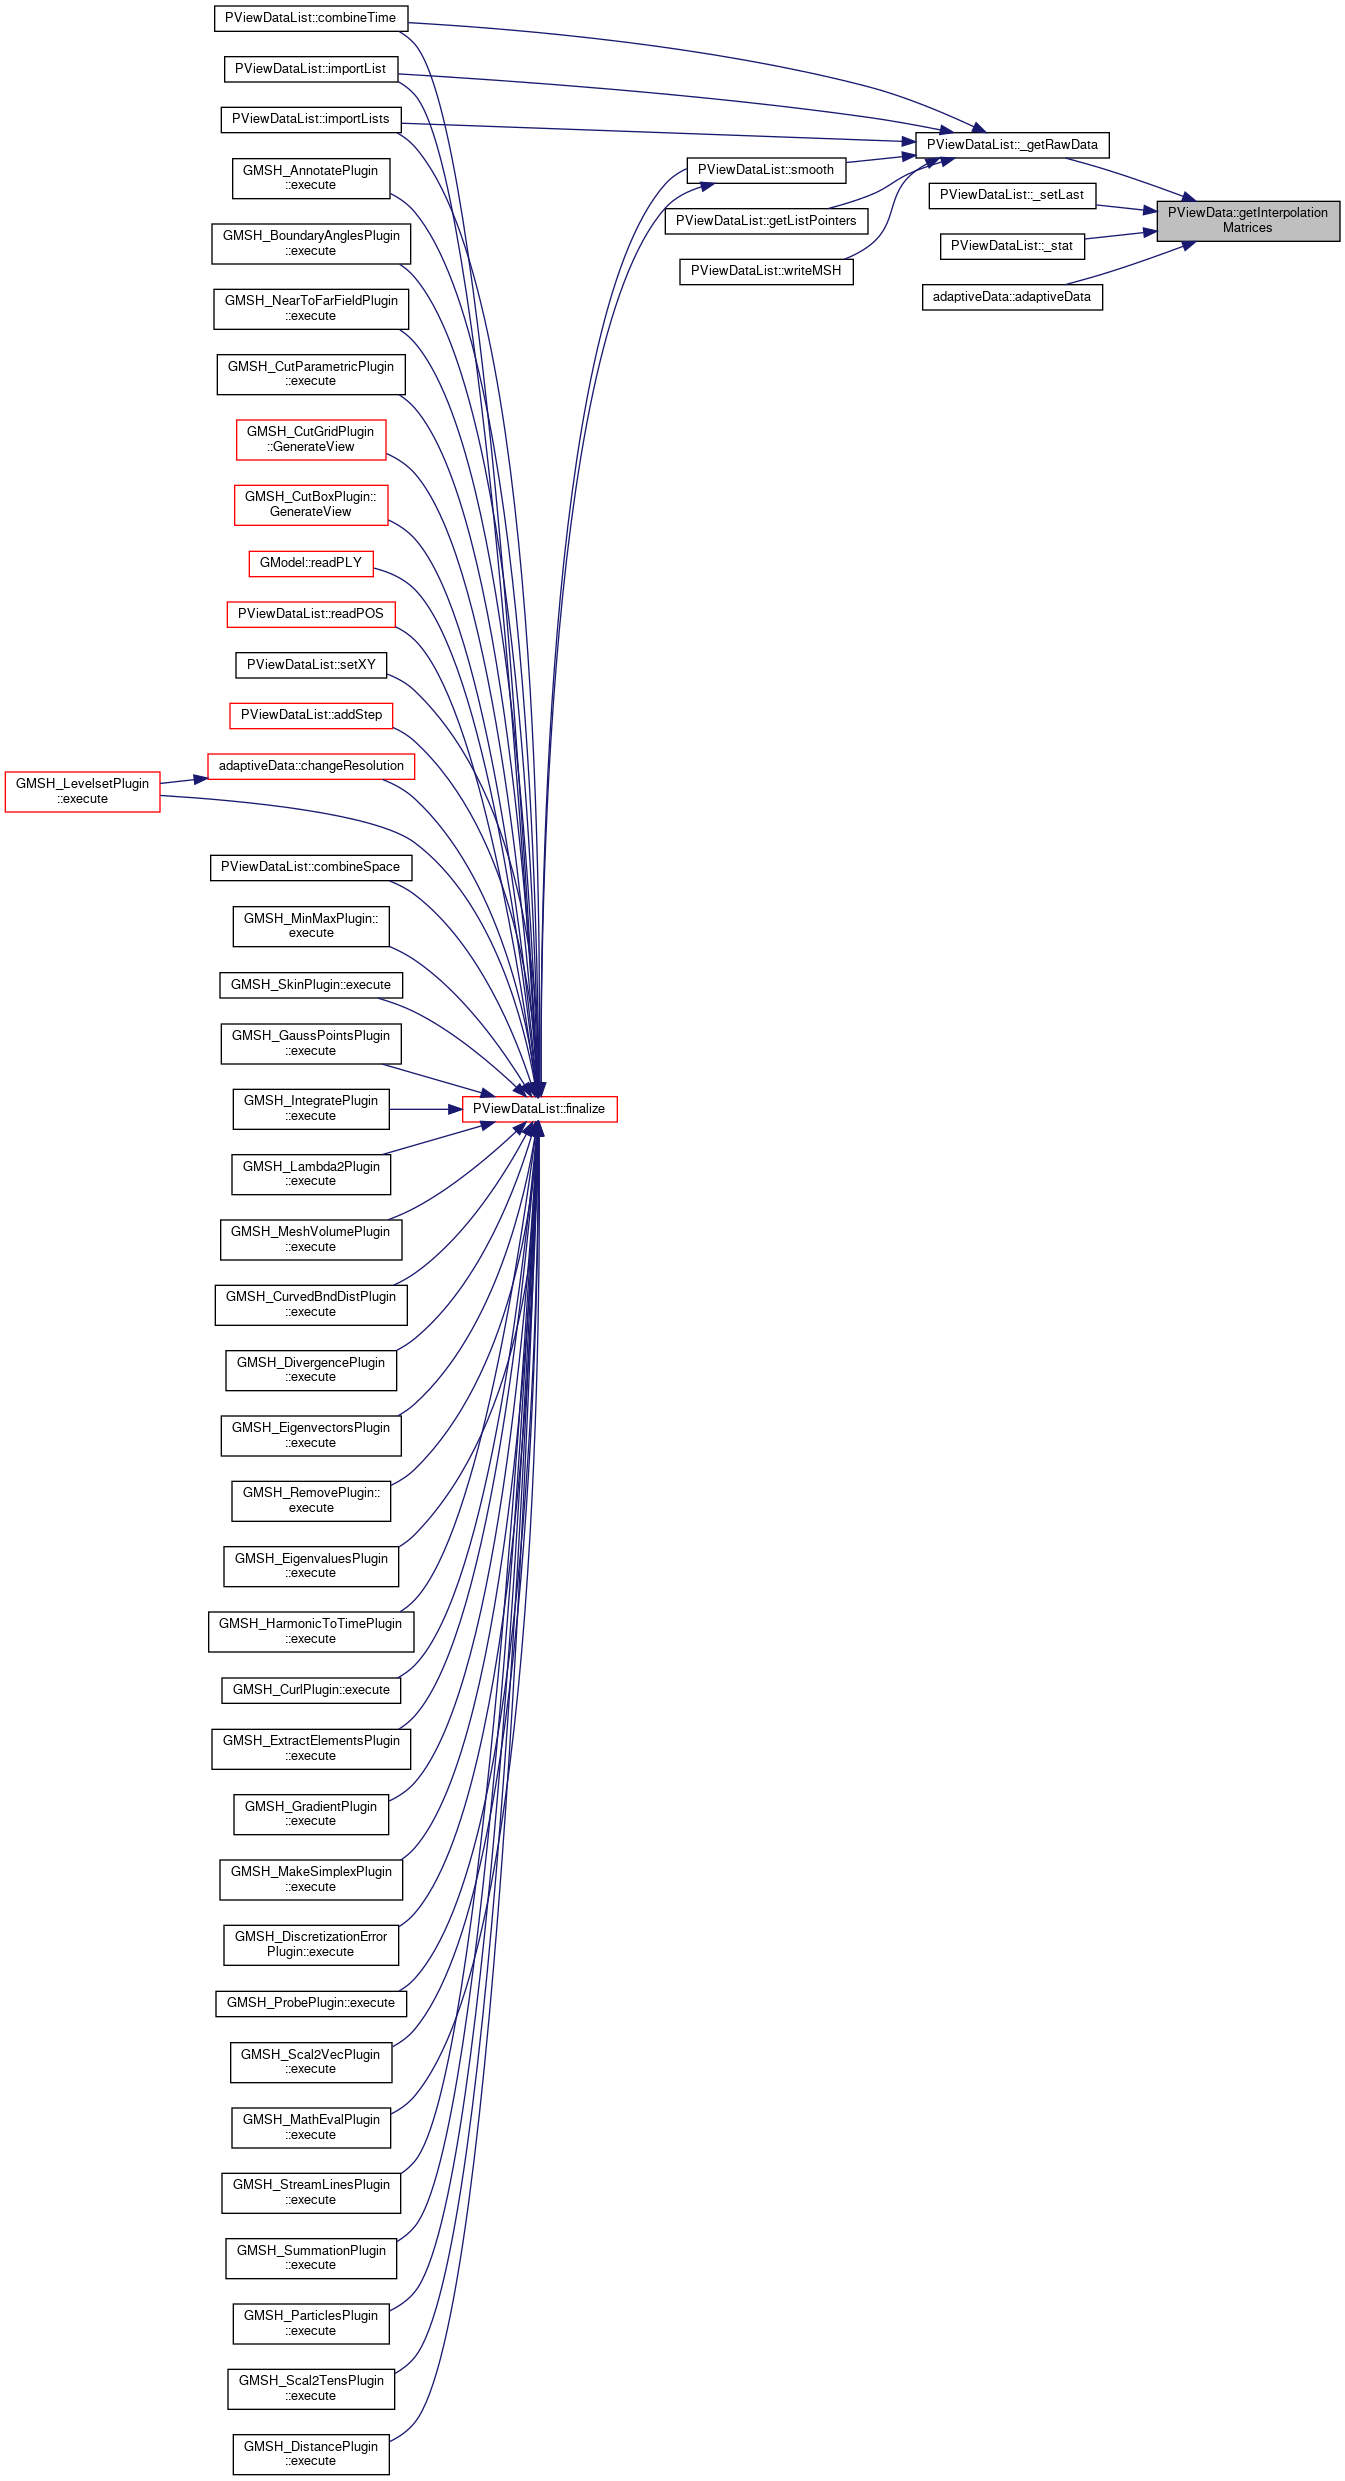 PViewDataList::combineTime
PViewDataList::importList
PViewDataList::importLists
GMSH_AnnotatePlugin
::execute
GMSH_BoundaryAnglesPlugin
::execute
GMSH_NearToFarFieldPlugin
::execute
GMSH_CutParametricPlugin
::execute
GMSH_CutGridPlugin
::GenerateView
GMSH_CutBoxPlugin::
GenerateView
GModel::readPLY
PViewDataList::readPOS
PViewDataList::setXY
PViewDataList::addStep
adaptiveData::changeResolution
GMSH_LevelsetPlugin
::execute
PViewDataList::combineSpace
GMSH_MinMaxPlugin::
execute
GMSH_SkinPlugin::execute
GMSH_GaussPointsPlugin
::execute
GMSH_IntegratePlugin
::execute
GMSH_Lambda2Plugin
::execute
GMSH_MeshVolumePlugin
::execute
GMSH_CurvedBndDistPlugin
::execute
GMSH_DivergencePlugin
::execute
GMSH_EigenvectorsPlugin
::execute
GMSH_RemovePlugin::
execute
GMSH_EigenvaluesPlugin
::execute
GMSH_HarmonicToTimePlugin
::execute
GMSH_CurlPlugin::execute
GMSH_ExtractElementsPlugin
::execute
GMSH_GradientPlugin
::execute
GMSH_MakeSimplexPlugin
::execute
GMSH_DiscretizationError
Plugin::execute
GMSH_ProbePlugin::execute
GMSH_Scal2VecPlugin
::execute
GMSH_MathEvalPlugin
::execute
GMSH_StreamLinesPlugin
::execute
GMSH_SummationPlugin
::execute
GMSH_ParticlesPlugin
::execute
GMSH_Scal2TensPlugin
::execute
GMSH_DistancePlugin
::execute
PViewDataList::finalize
PViewDataList::smooth
PViewDataList::getListPointers
PViewDataList::writeMSH
PViewDataList::_getRawData
PViewDataList::_setLast
PViewDataList::_stat
adaptiveData::adaptiveData
PViewData::getInterpolation
Matrices